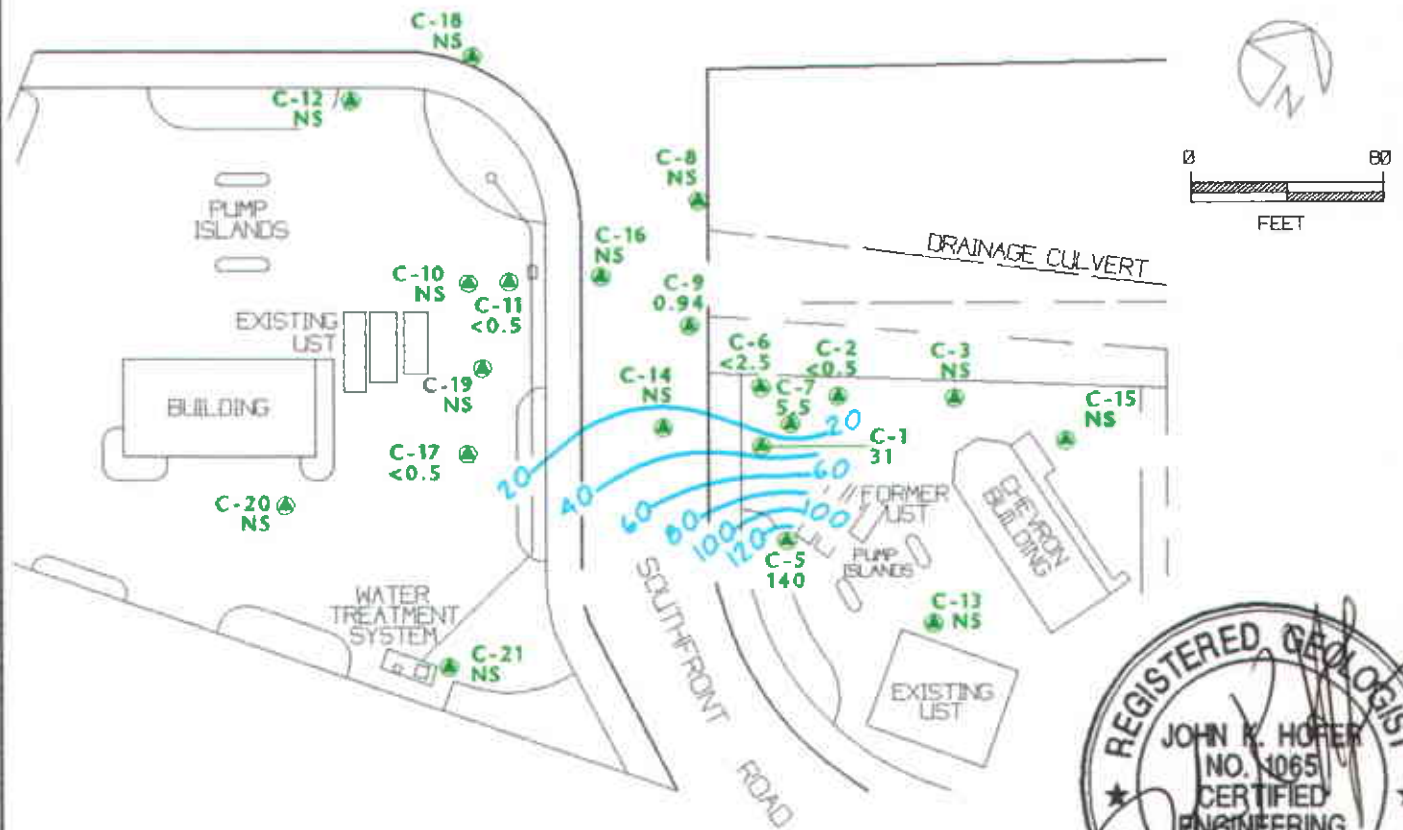 C-18
NS
C-12
NS
N
0
80
FEET
PUMP
ISLANDS
C-8
NS
C-16
NS
DRAINAGE CULVERT
C-10
NS
C-11
<0.5
C-9
0.94
EXISTING
UST
C-6
<2.5
C-2
<0.5
C-3
NS
C-19
NS
C-14
NS
C-7
5.5
C-15
NS
BUILDING
20
C-1
31
C-17
<0.5
20
40
60
60
80
100
100
120
FORMER
UST
CHEVRON
BUILDING
C-20
NS
C-5
140
PUMP
ISLANDS
WATER
TREATMENT
SYSTEM
C-13
NS
C-21
NS
SOUTHFRONT
ROAD
EXISTING
UST
REGISTERED GEOLOGIST
JOHN K. HOFER
NO. 1065
CERTIFIED
ENGINEERING